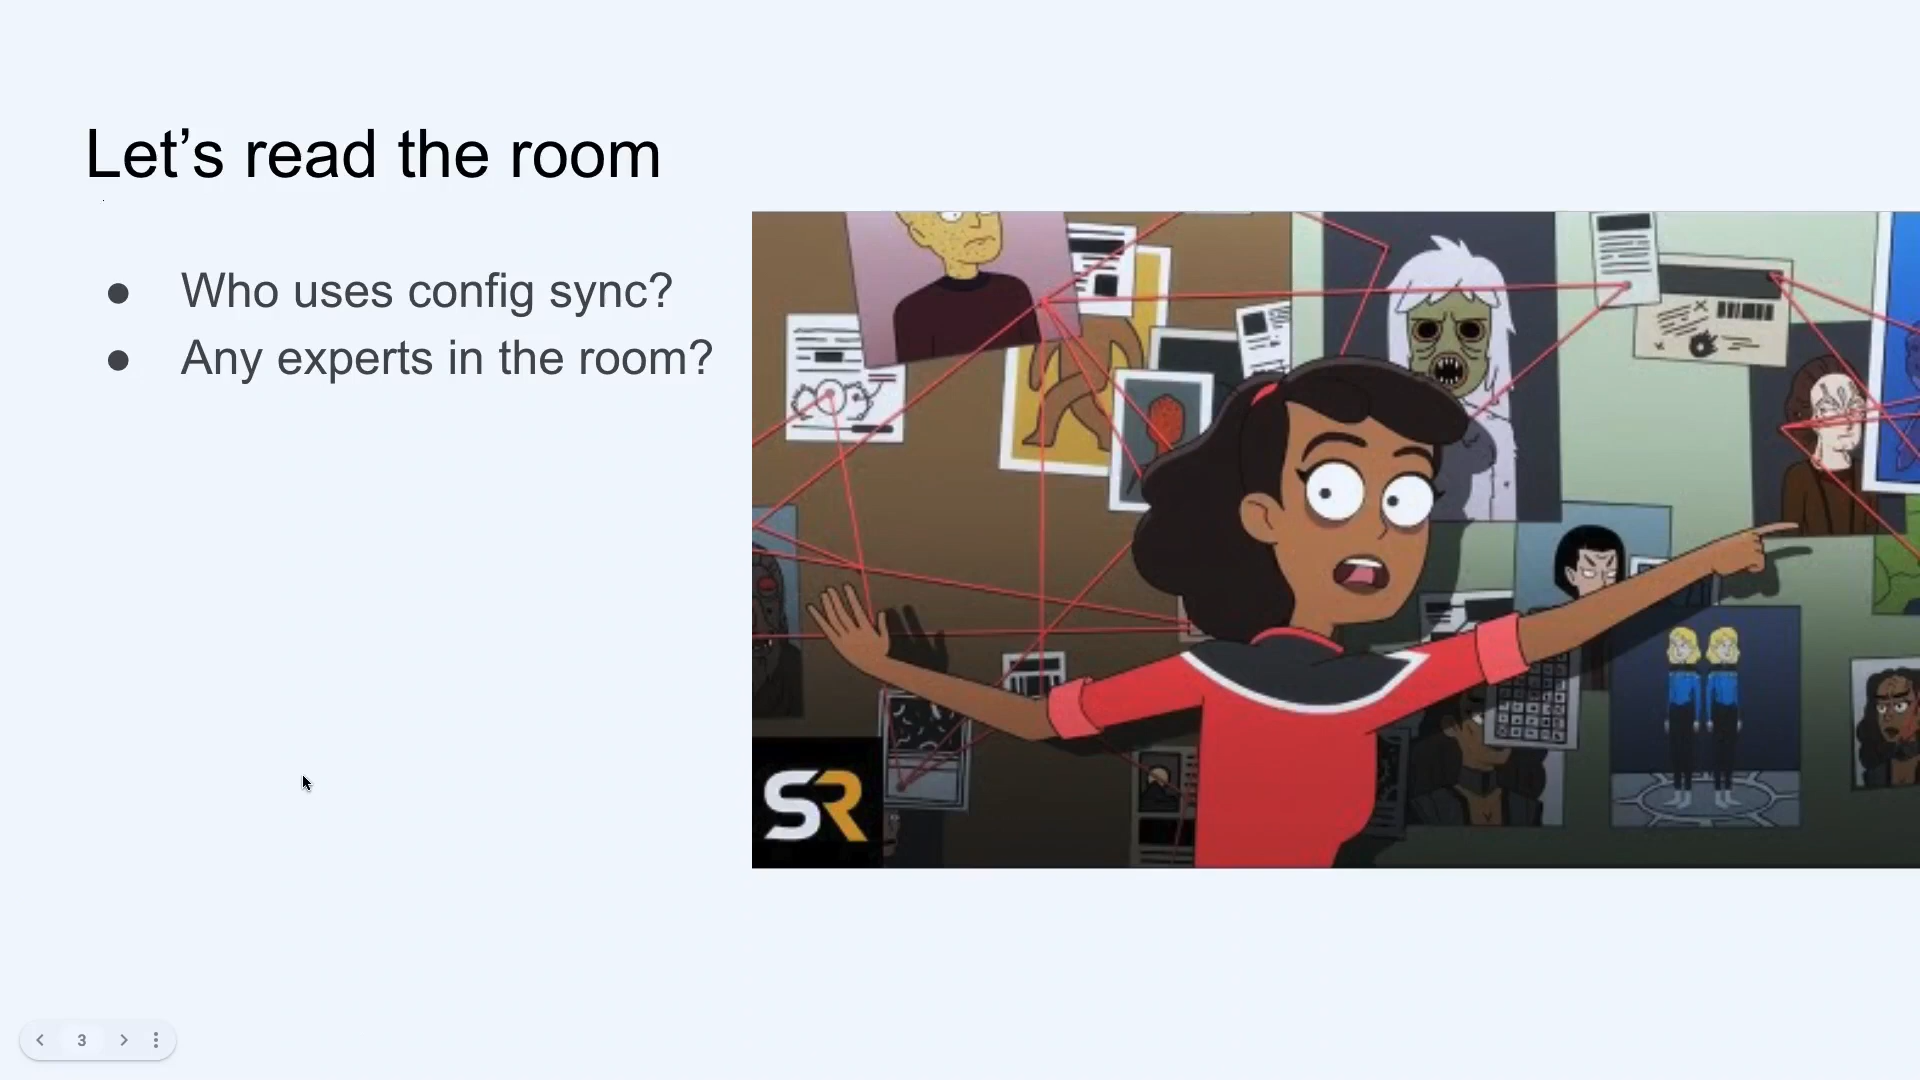 Let’s read the room
● Who uses config sync?
● Any experts in the room?
SR
3